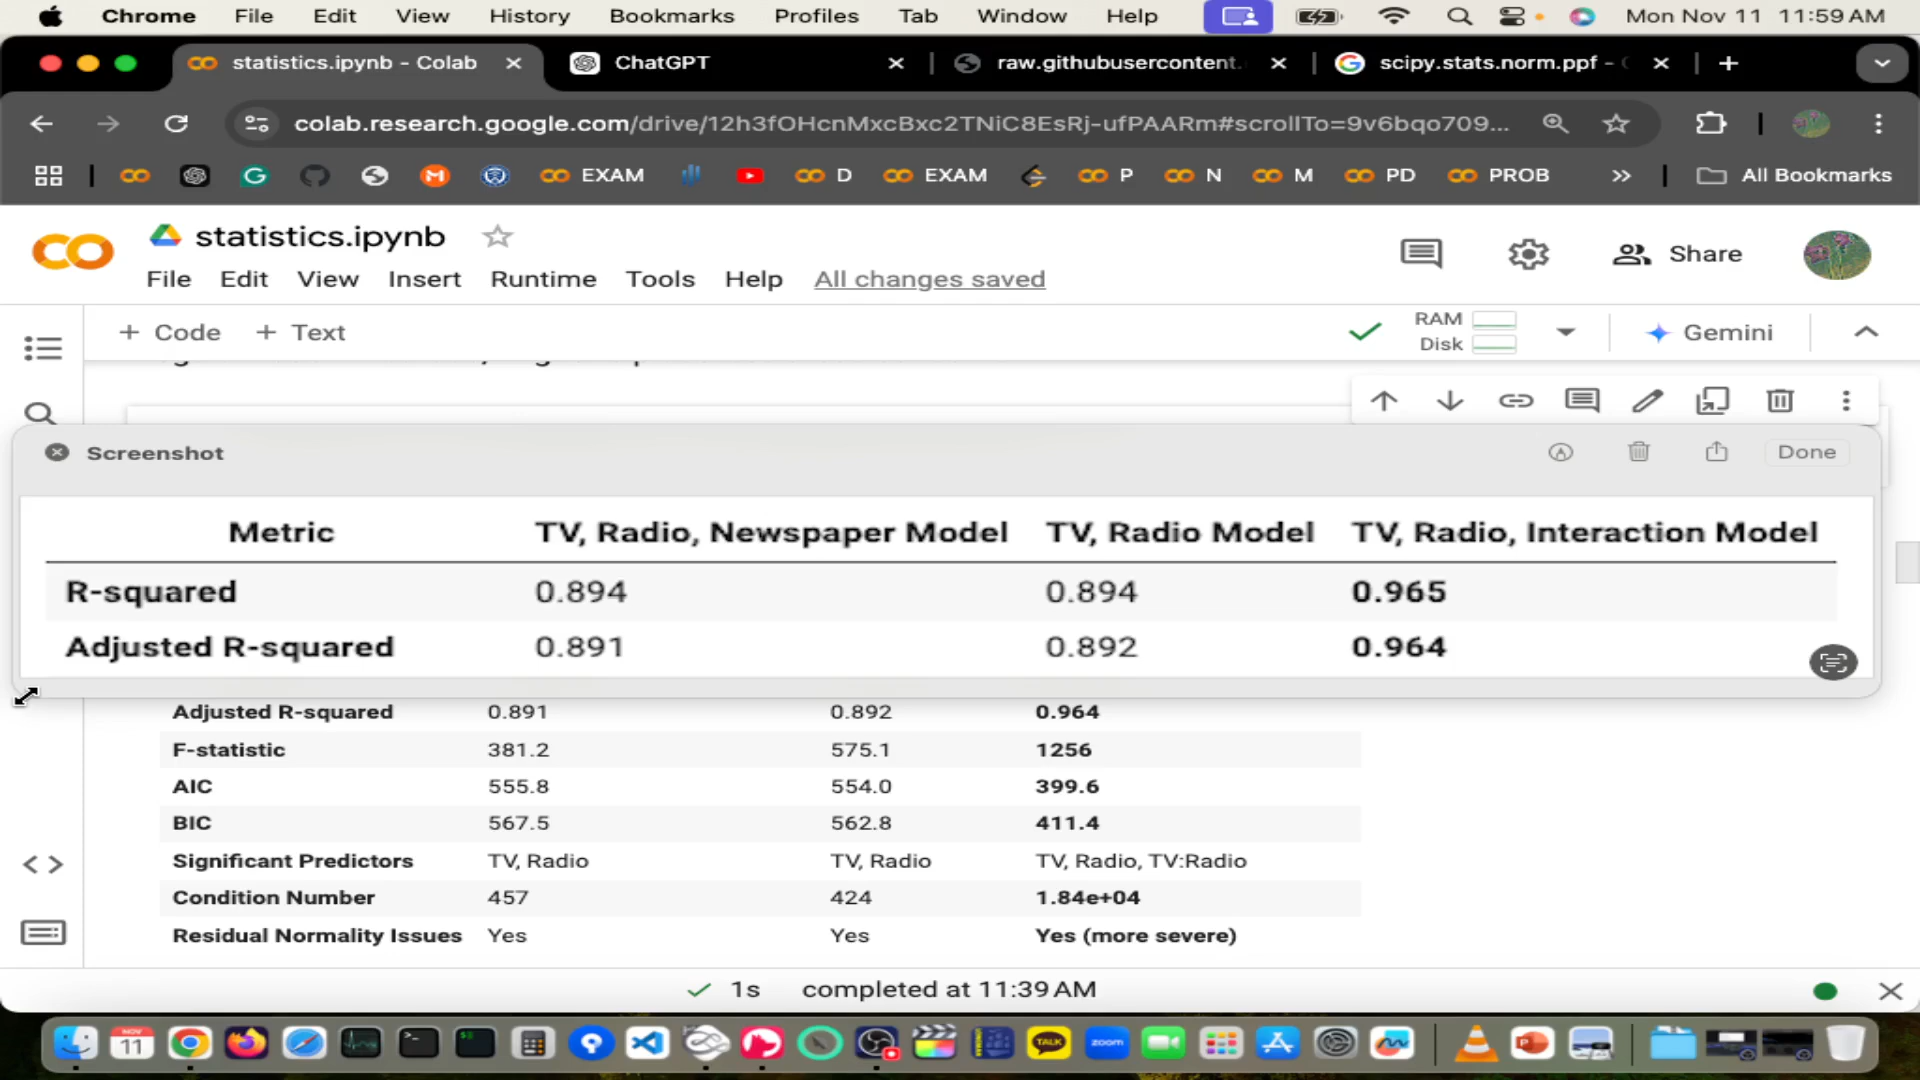 Chrome File Edit View History Bookmarks Profiles Tab Window Help Mon Nov 11 11:59 AM
statistics.ipynb - Colab ChatGPT raw.githubusercontent. scipy.stats.norm.ppf -
colab.research.google.com/drive/12h3fOHcnMxcBxc2TNiC8EsRj-ufPAARm#scrollTo=9v6bqo709...
EXAM D EXAM P N M PD PROB All Bookmarks
statistics.ipynb
File Edit View Insert Runtime Tools Help All changes saved
Share
+ Code + Text
RAM
Disk
Gemini
Screenshot Done
Metric TV, Radio, Newspaper Model TV, Radio Model TV, Radio, Interaction Model
R-squared 0.894 0.894 0.965
Adjusted R-squared 0.891 0.892 0.964
Adjusted R-squared 0.891 0.892 0.964
F-statistic 381.2 575.1 1256
AIC 555.8 554.0 399.6
BIC 567.5 562.8 411.4
Significant Predictors TV, Radio TV, Radio TV, Radio, TV:Radio
Condition Number 457 424 1.84e+04
Residual Normality Issues Yes Yes Yes (more severe)
1s completed at 11:39 AM
NOV
11
TALK
zoom